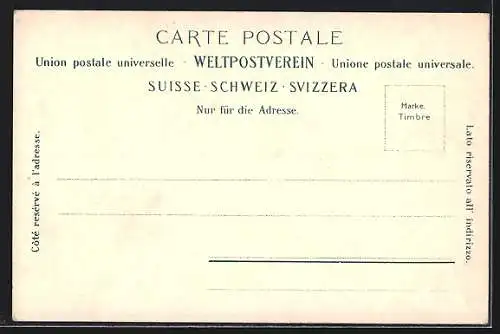 CARTE POSTALE
Union postale universelle · WELTPOSTVEREIN · Unione postale universale.
SUISSE · SCHWEIZ · SVIZZERA
Nur für die Adresse.
Marke.
Timbre
Côté resérvé à l'adresse.
Lato riservato all' indirizzo.